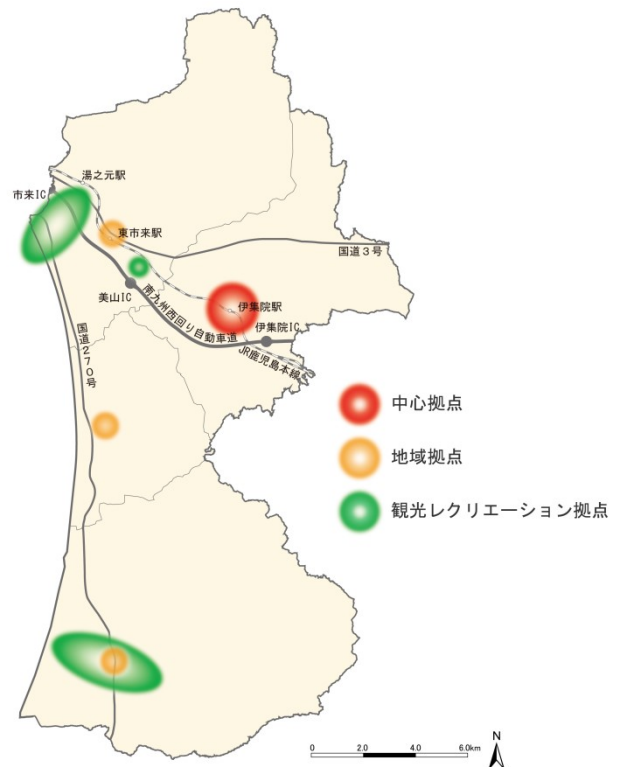 湯之元駅
市来IC
東市来駅
国道3号
美山IC
南九州西回り自動車道
伊集院駅
伊集院IC
JR鹿児島本線
国道270号
中心拠点
地域拠点
観光レクリエーション拠点
0 2.0 4.0 6.0km
N